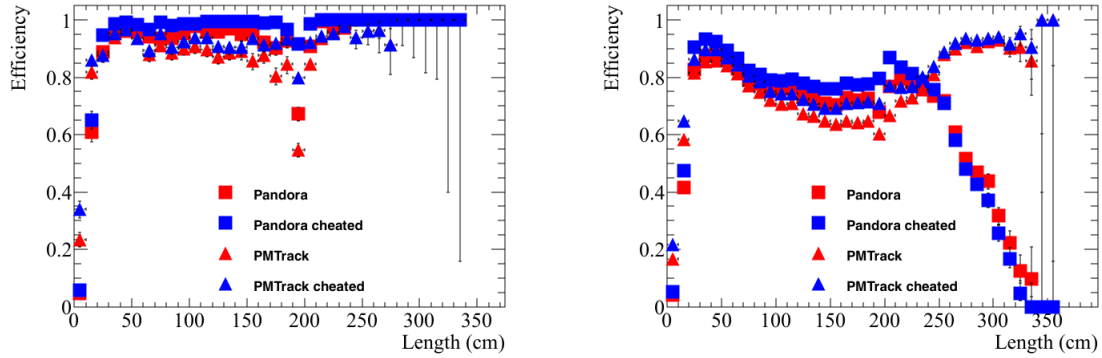 Efficiency
1
0.8
0.6
0.4
0.2
0
Pandora
Pandora cheated
PMTrack
PMTrack cheated
0 50 100 150 200 250 300 350
Length (cm)
Efficiency
1
0.8
0.6
0.4
0.2
0
Pandora
Pandora cheated
PMTrack
PMTrack cheated
0 50 100 150 200 250 300 350
Length (cm)